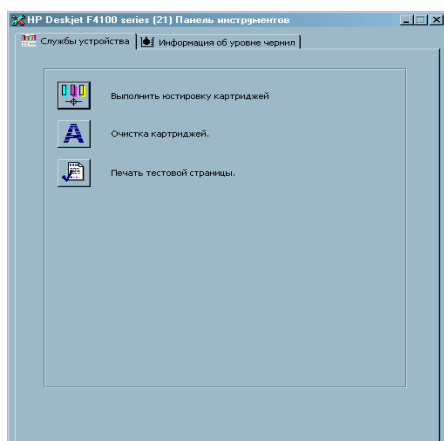 HP Deskjet F4100 series (21) Панель инструментов
Службы устройства Информация об уровне чернил
Выполнить юстировку картриджей
Очистка картриджей.
Печать тестовой страницы.